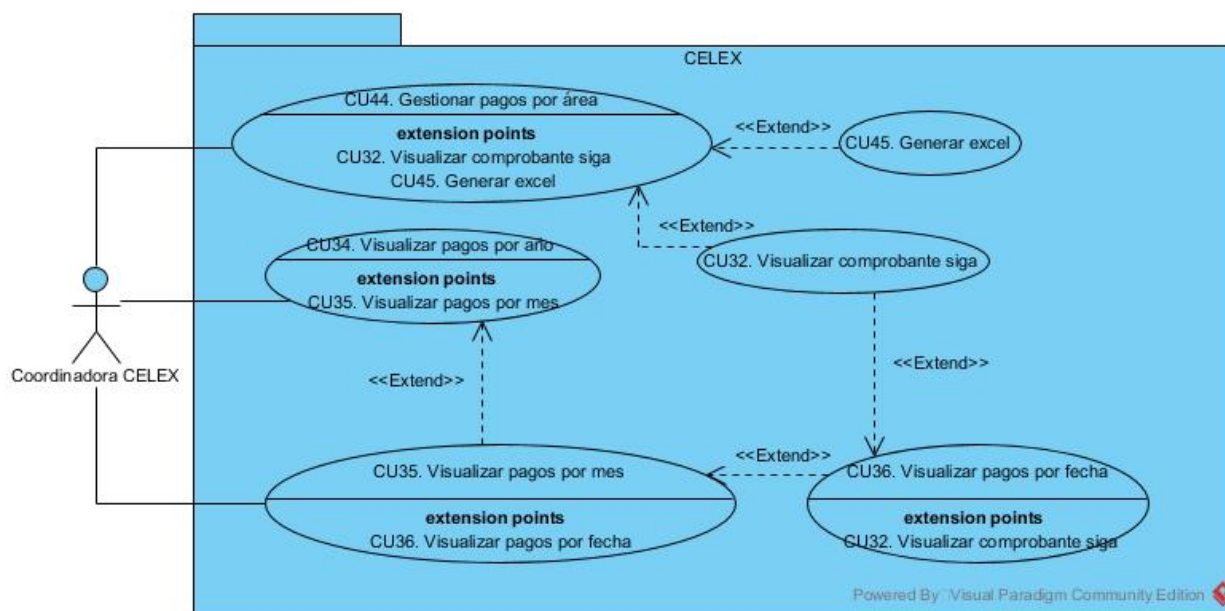 CELEX
CU44. Gestionar pagos por área
extension points
CU32. Visualizar comprobante siga
CU45. Generar excel
<<Extend>>
CU45. Generar excel
<<Extend>>
CU32. Visualizar comprobante siga
CU34. Visualizar pagos por año
extension points
CU35. Visualizar pagos por mes
Coordinadora CELEX
<<Extend>>
<<Extend>>
CU35. Visualizar pagos por mes
extension points
CU36. Visualizar pagos por fecha
<<Extend>>
CU36. Visualizar pagos por fecha
extension points
CU32. Visualizar comprobante siga
Powered By Visual Paradigm Community Edition